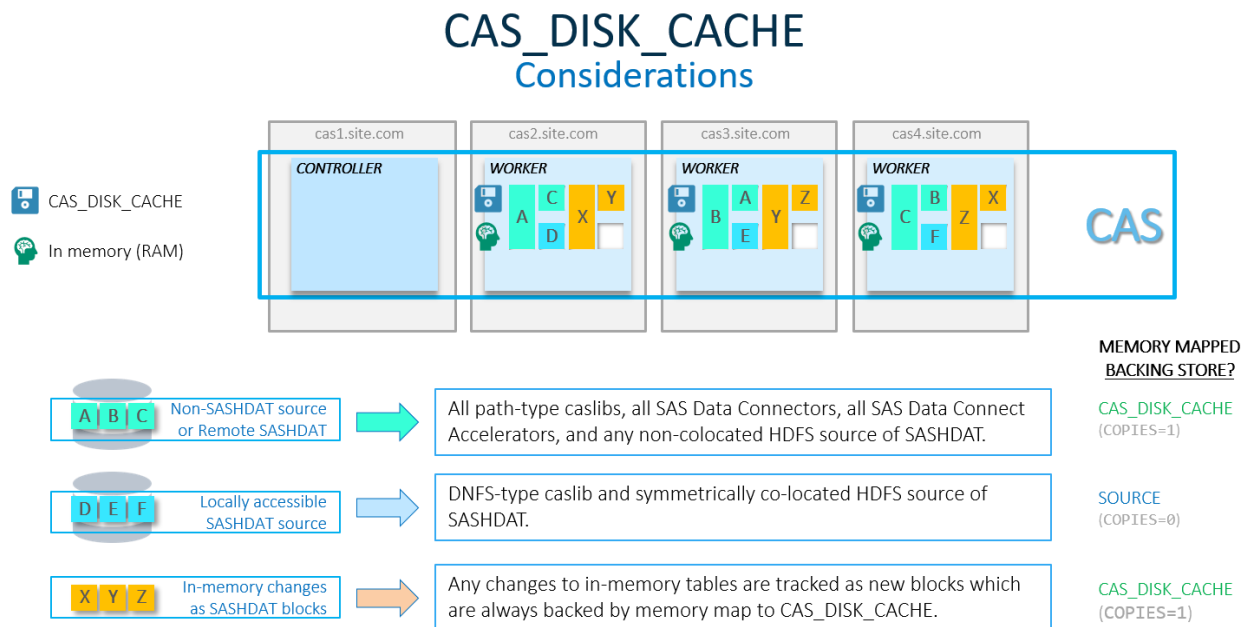 CAS_DISK_CACHE
Considerations
cas1.site.com
cas2.site.com
cas3.site.com
cas4.site.com
CONTROLLER
WORKER
WORKER
WORKER
A
C
D
X
Y
B
A
E
Y
Z
C
B
F
Z
X
CAS
CAS_DISK_CACHE
In memory (RAM)
MEMORY MAPPED
BACKING STORE?
A B C
Non-SASHDAT source
or Remote SASHDAT
All path-type caslibs, all SAS Data Connectors, all SAS Data Connect
Accelerators, and any non-colocated HDFS source of SASHDAT.
CAS_DISK_CACHE
(COPIES=1)
D E F
Locally accessible
SASHDAT source
DNFS-type caslib and symmetrically co-located HDFS source of
SASHDAT.
SOURCE
(COPIES=0)
X Y Z
In-memory changes
as SASHDAT blocks
Any changes to in-memory tables are tracked as new blocks which
are always backed by memory map to CAS_DISK_CACHE.
CAS_DISK_CACHE
(COPIES=1)